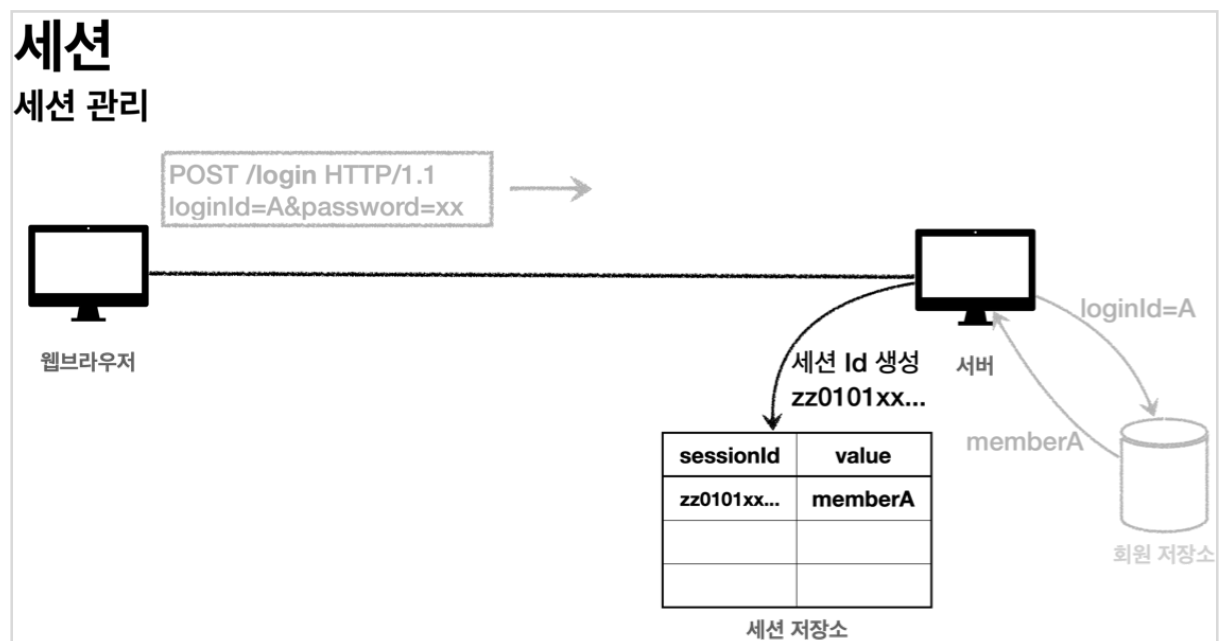 세션
세션 관리
POST /login HTTP/1.1
loginId=A&password=xx
웹브라우저
서버
loginId=A
세션 Id 생성
zz0101xx...
memberA
sessionId value
zz0101xx... memberA
회원 저장소
세션 저장소